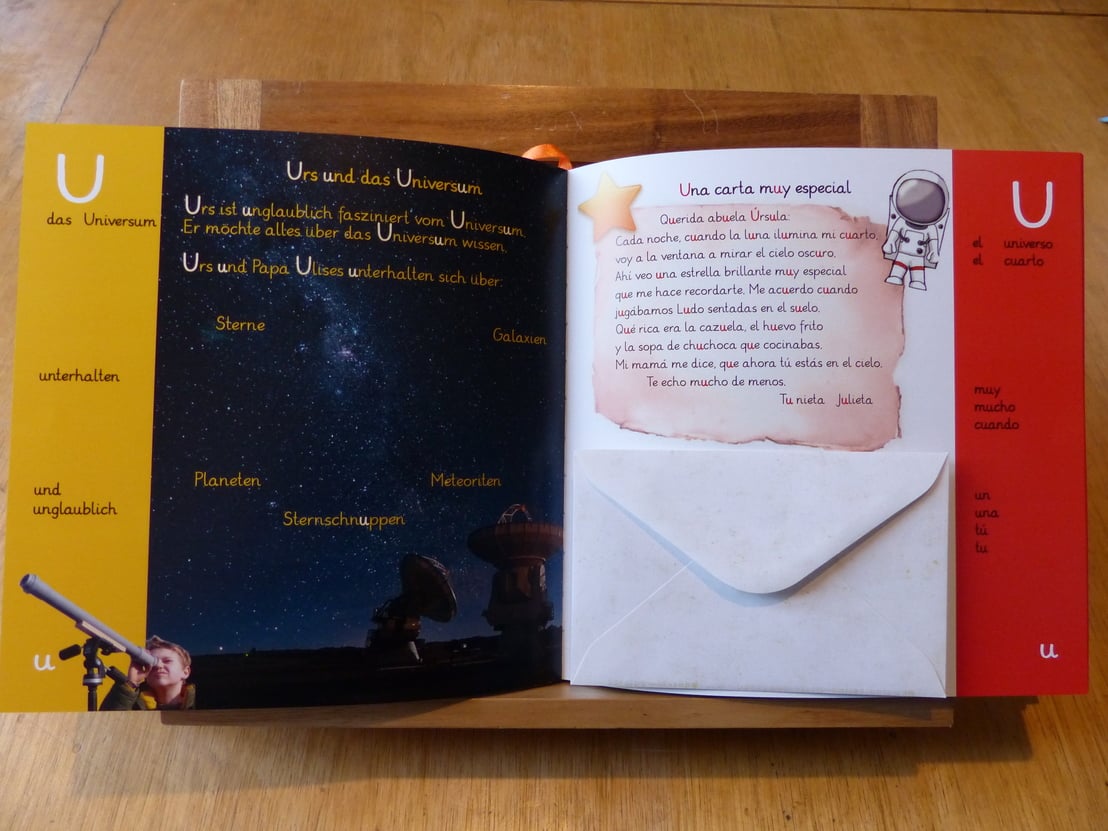 U
das Universum
unterhalten
und
unglaublich
u
Urs und das Universum
Urs ist unglaublich fasziniert vom Universum.
Er möchte alles über das Universum wissen.
Urs und Papa Ulises unterhalten sich über:
Sterne
Galaxien
Planeten
Meteoriten
Sternschnuppen
Una carta muy especial
Querida abuela Úrsula:
Cada noche, cuando la luna ilumina mi cuarto,
voy a la ventana a mirar el cielo oscuro.
Ahí veo una estrella brillante muy especial
que me hace recordarte. Me acuerdo cuando
jugábamos Ludo sentadas en el suelo.
Qué rica era la cazuela, el huevo frito
y la sopa de chuchoca que cocinabas.
Mi mamá me dice, que ahora tú estás en el cielo.
Te echo mucho de menos.
Tu nieta Julieta
U
el universo
el cuarto
muy
mucho
cuando
un
una
tú
tu
u